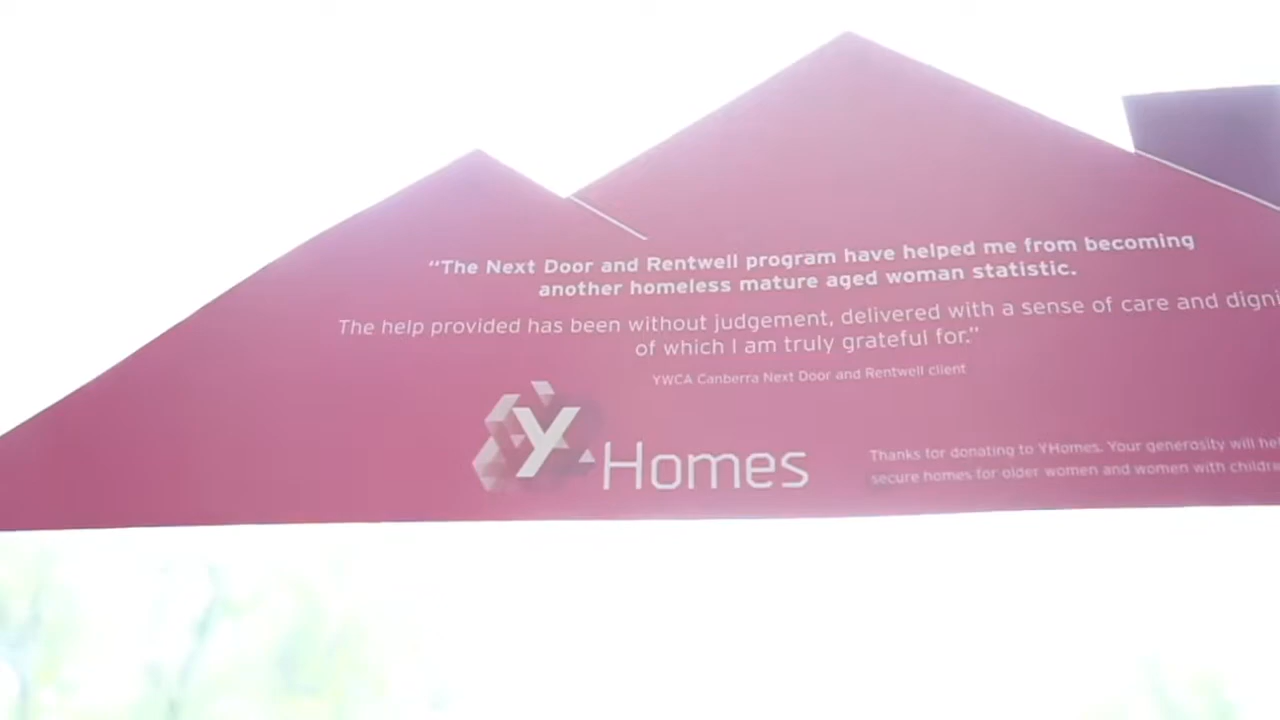 “The Next Door and Rentwell program have helped me from becoming
another homeless mature aged woman statistic.
The help provided has been without judgement, delivered with a sense of care and digni
of which I am truly grateful for.”
YWCA Canberra Next Door and Rentwell client
Y Homes
Thanks for donating to YHomes. Your generosity will hel
secure homes for older women and women with childre